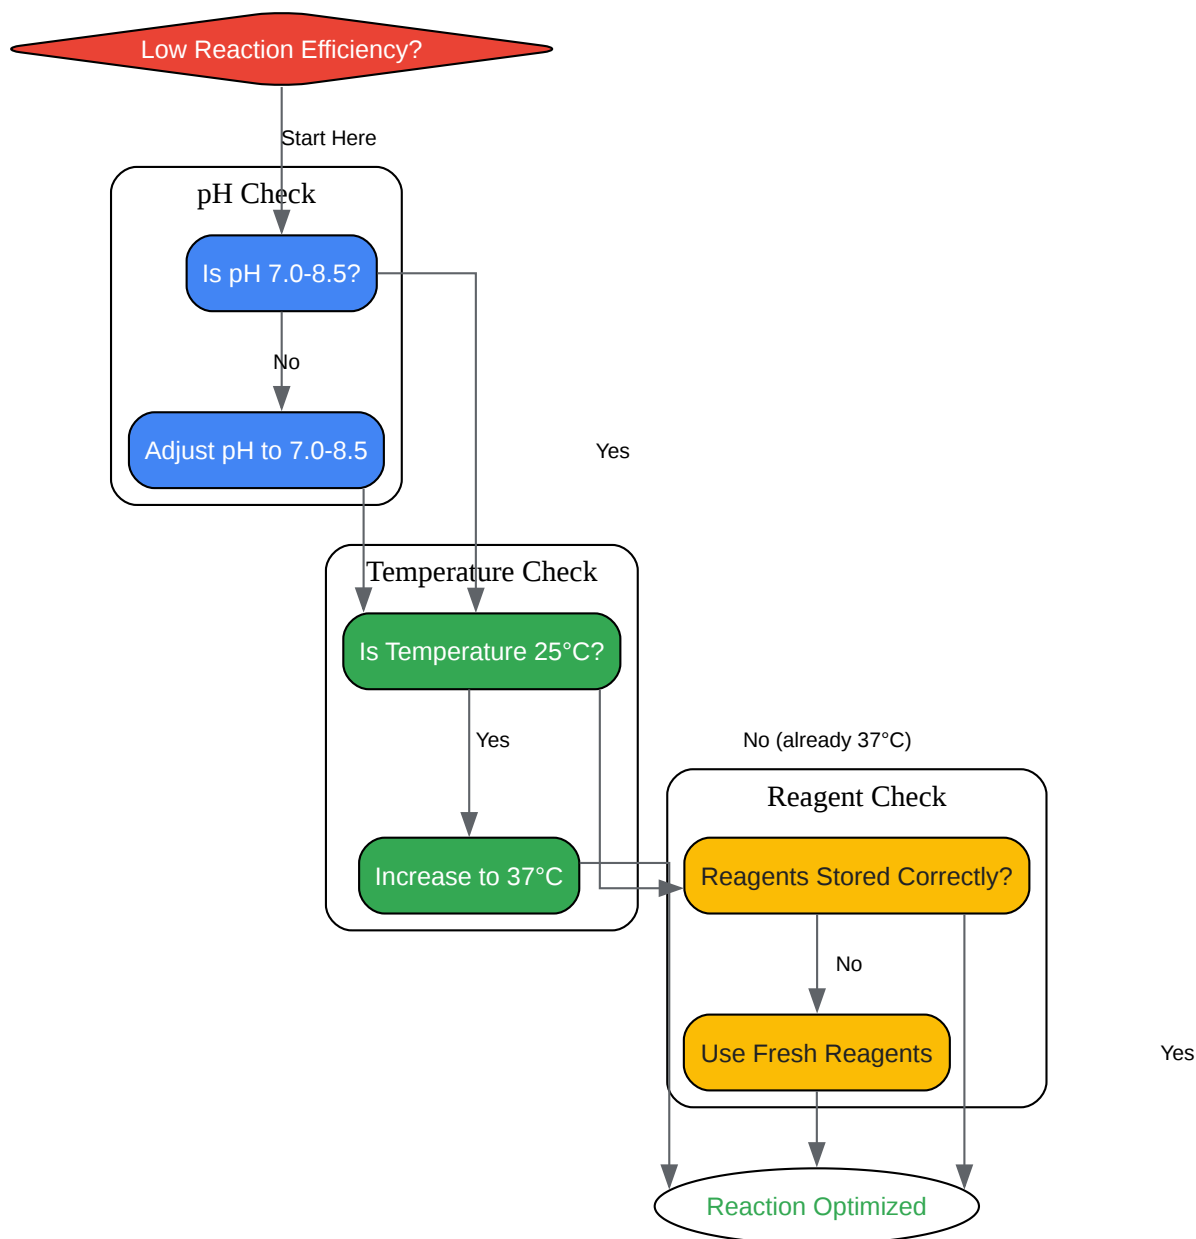 Low Reaction Efficiency?
Start Here
pH Check
Is pH 7.0-8.5?
No
Adjust pH to 7.0-8.5
Yes
Temperature Check
Is Temperature 25°C?
Yes
No (already 37°C)
Reagent Check
Increase to 37°C
Reagents Stored Correctly?
No
Use Fresh Reagents
Yes
Reaction Optimized